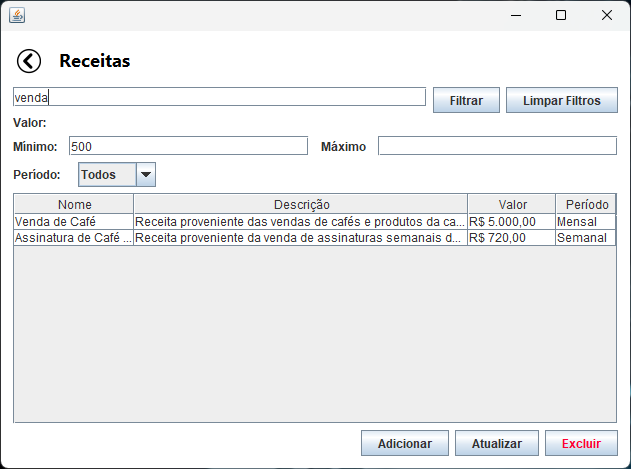 Receitas
venda Filtrar Limpar Filtros
Valor:
Mínimo: 500 Máximo
Período: Todos
Nome Descrição Valor Período
Venda de Café Receita proveniente das vendas de cafés e produtos da ca... R$ 5.000,00 Mensal
Assinatura de Café ... Receita proveniente da venda de assinaturas semanais d... R$ 720,00 Semanal
Adicionar Atualizar Excluir